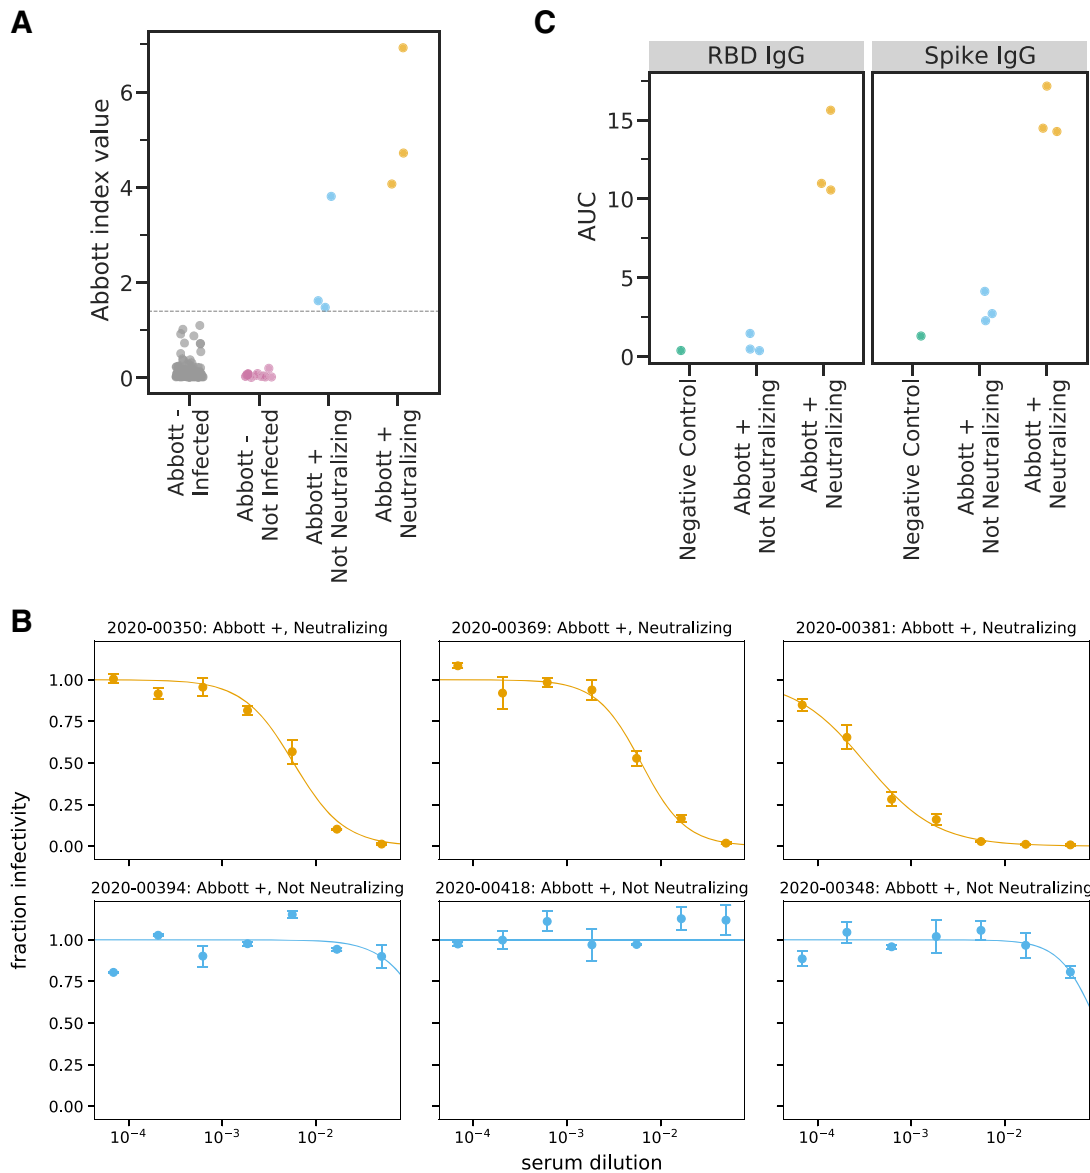 A
Abbott index value
6
4
2
0
Abbott -
Infected
Abbott -
Not Infected
Abbott +
Not Neutralizing
Abbott +
Neutralizing
C
RBD IgG
Spike IgG
AUC
15
10
5
0
Negative Control
Abbott +
Not Neutralizing
Abbott +
Neutralizing
Negative Control
Abbott +
Not Neutralizing
Abbott +
Neutralizing
B
2020-00350: Abbott +, Neutralizing
2020-00369: Abbott +, Neutralizing
2020-00381: Abbott +, Neutralizing
1.00
0.75
0.50
0.25
0.00
2020-00394: Abbott +, Not Neutralizing
2020-00418: Abbott +, Not Neutralizing
2020-00348: Abbott +, Not Neutralizing
1.00
0.75
0.50
0.25
0.00
fraction infectivity
10⁻⁴ 10⁻³ 10⁻²
10⁻⁴ 10⁻³ 10⁻²
10⁻⁴ 10⁻³ 10⁻²
serum dilution